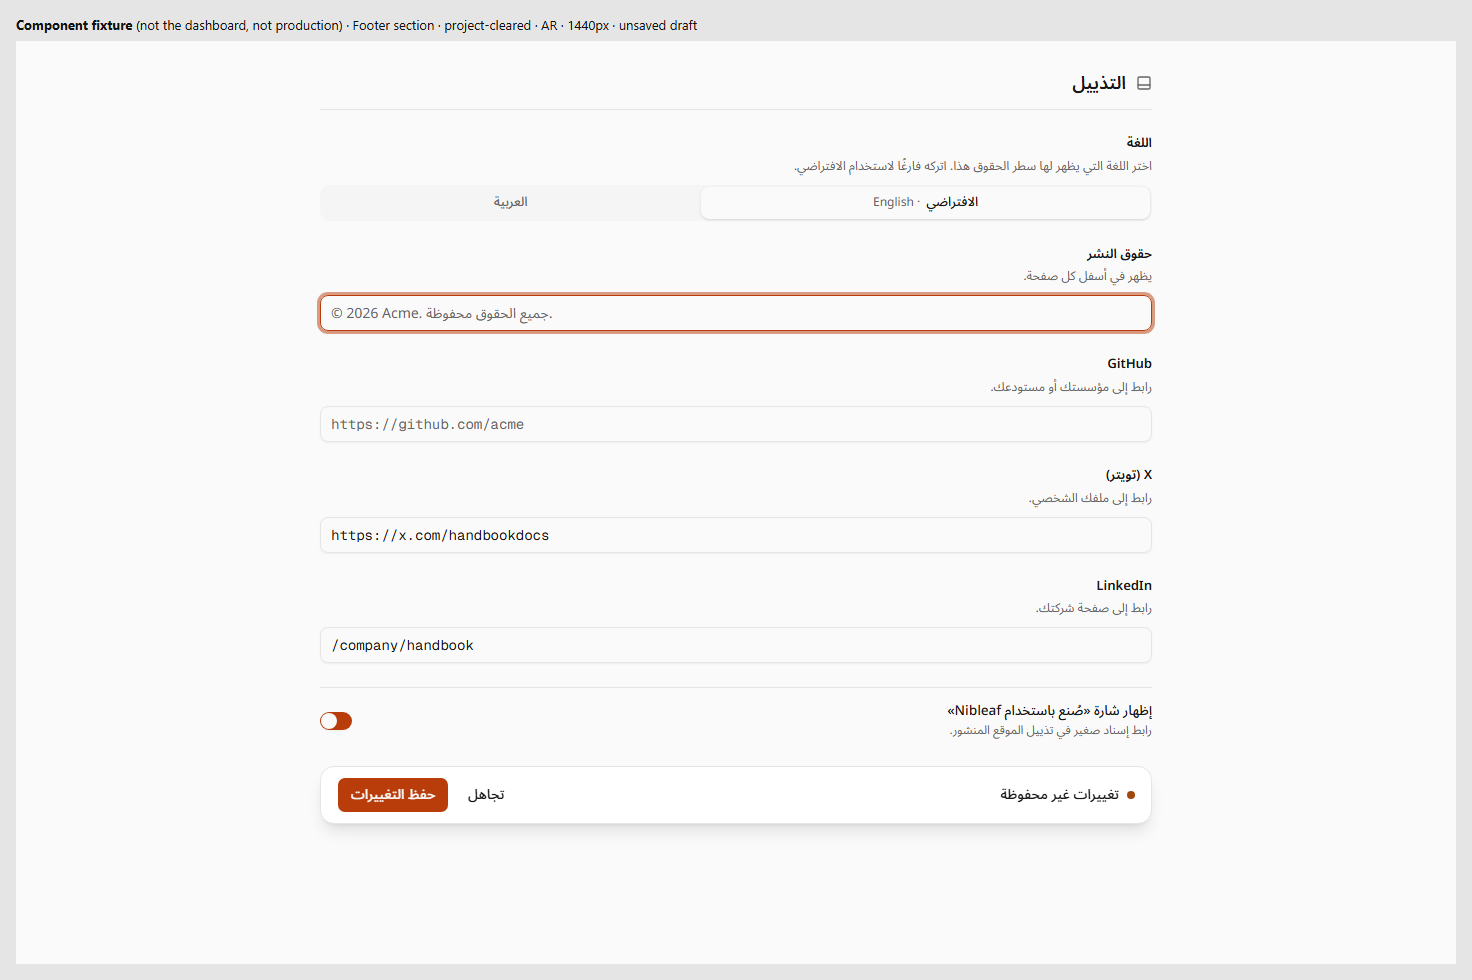 Component fixture (not the dashboard, not production) · Footer section · project-cleared · AR · 1440px · unsaved draft
التذييل
اللغة
اختر اللغة التي يظهر لها سطر الحقوق هذا. اتركه فارغًا لاستخدام الافتراضي.
الافتراضي · English
العربية
حقوق النشر
يظهر في أسفل كل صفحة.
© 2026 Acme. جميع الحقوق محفوظة.
GitHub
رابط إلى مؤسستك أو مستودعك.
https://github.com/acme
X (تويتر)
رابط إلى ملفك الشخصي.
https://x.com/handbookdocs
LinkedIn
رابط إلى صفحة شركتك.
/company/handbook
إظهار شارة «صُنع باستخدام Nibleaf»
رابط إسناد صغير في تذييل الموقع المنشور.
تغييرات غير محفوظة
تجاهل
حفظ التغييرات